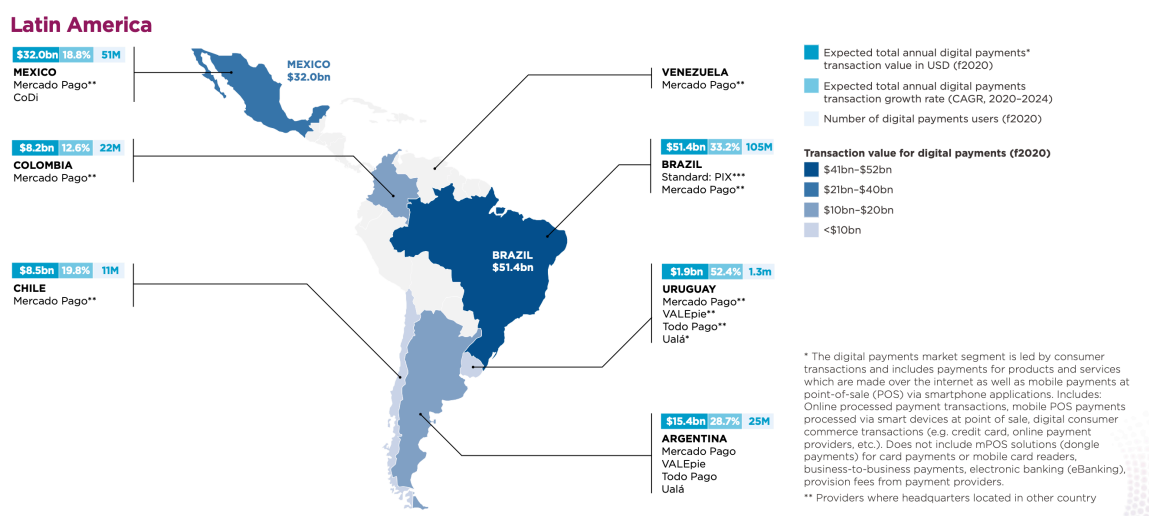 Latin America
$32.0bn 18.8% 51M
MEXICO
Mercado Pago**
CoDi
$8.2bn 12.6% 22M
COLOMBIA
Mercado Pago**
$8.5bn 19.8% 11M
CHILE
Mercado Pago**
MEXICO
$32.0bn
BRAZIL
$51.4bn
VENEZUELA
Mercado Pago**
$51.4bn 33.2% 105M
BRAZIL
Standard: PIX***
Mercado Pago**
$1.9bn 52.4% 1.3m
URUGUAY
Mercado Pago**
VALEpie**
Todo Pago**
Ualá*
$15.4bn 28.7% 25M
ARGENTINA
Mercado Pago
VALEpie
Todo Pago
Ualá
Expected total annual digital payments*
transaction value in USD (f2020)
Expected total annual digital payments
transaction growth rate (CAGR, 2020–2024)
Number of digital payments users (f2020)
Transaction value for digital payments (f2020)
$41bn–$52bn
$21bn–$40bn
$10bn–$20bn
<$10bn
* The digital payments market segment is led by consumer
transactions and includes payments for products and services
which are made over the internet as well as mobile payments at
point-of-sale (POS) via smartphone applications. Includes:
Online processed payment transactions, mobile POS payments
processed via smart devices at point of sale, digital consumer
commerce transactions (e.g. credit card, online payment
providers, etc.). Does not include mPOS solutions (dongle
payments) for card payments or mobile card readers,
business-to-business payments, electronic banking (eBanking),
provision fees from payment providers.
** Providers where headquarters located in other country